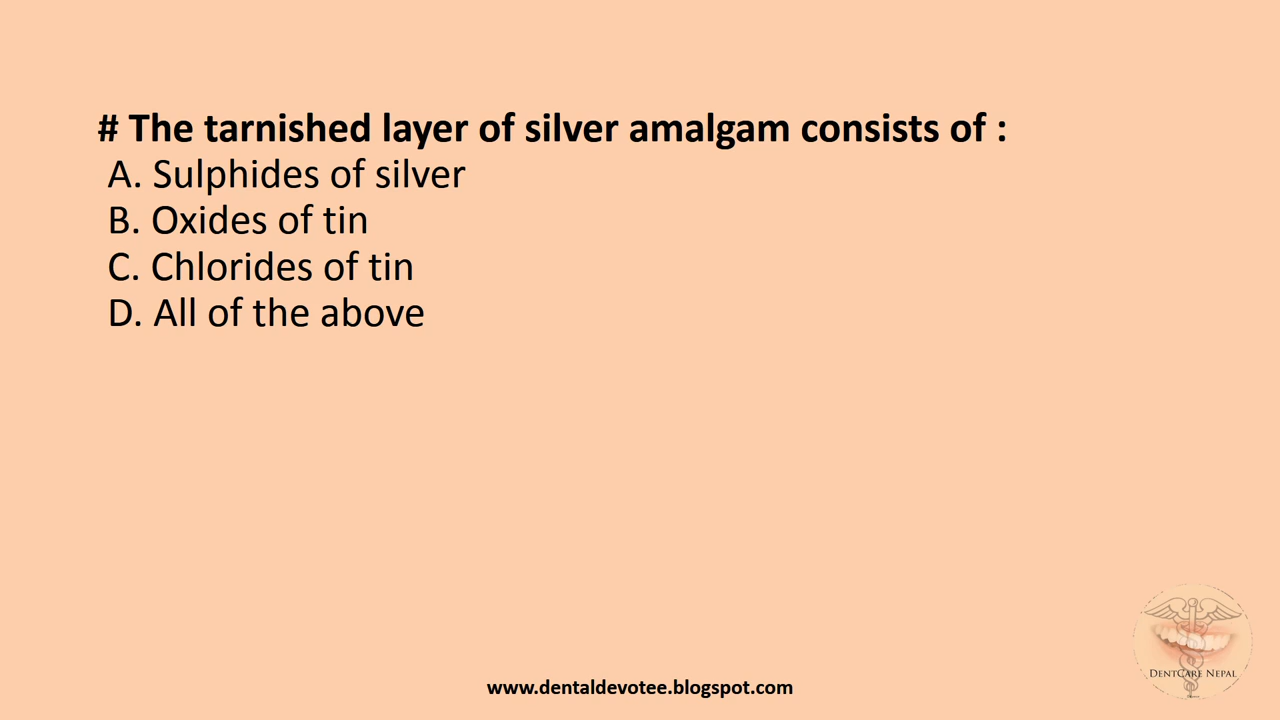 # The tarnished layer of silver amalgam consists of :
A. Sulphides of silver
B. Oxides of tin
C. Chlorides of tin
D. All of the above
DentCare Nepal
www.dentaldevotee.blogspot.com